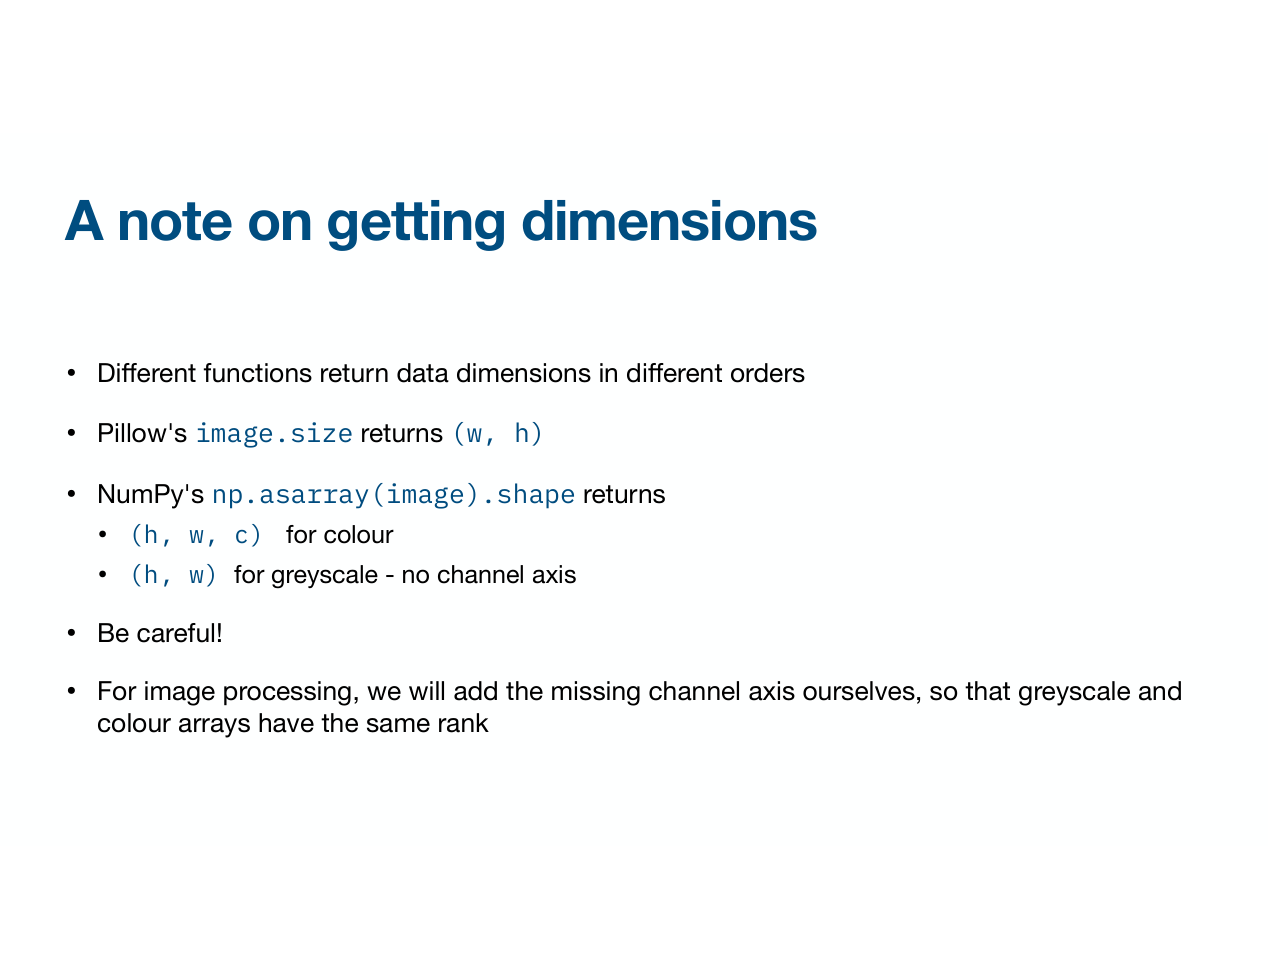 A note on getting dimensions
• Different functions return data dimensions in different orders
• Pillow's image.size returns (w, h)
• NumPy's np.asarray(image).shape returns
• (h, w, c) for colour
• (h, w) for greyscale - no channel axis
• Be careful!
• For image processing, we will add the missing channel axis ourselves, so that greyscale and
colour arrays have the same rank